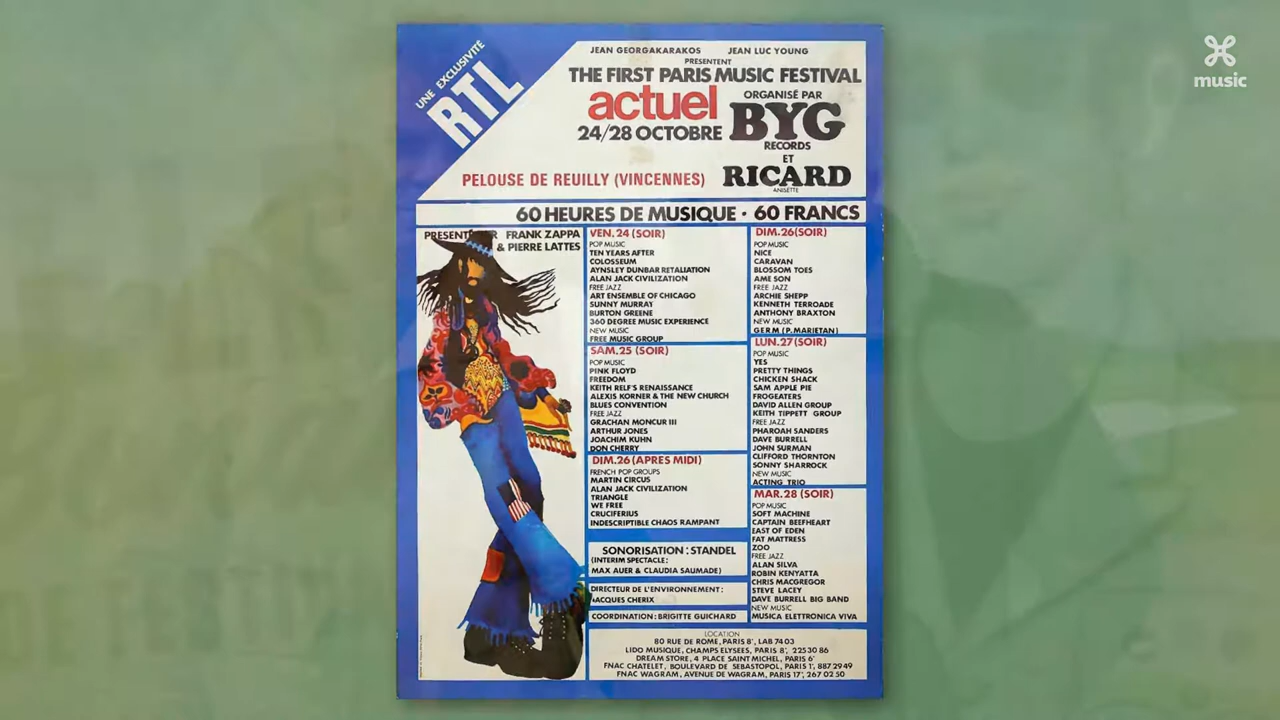 UNE EXCLUSIVITÉ
RTL
JEAN GEORGAKARAKOS JEAN LUC YOUNG
PRESENTENT
THE FIRST PARIS MUSIC FESTIVAL
actuel
24/28 OCTOBRE
ORGANISÉ PAR
BYG
RECORDS
ET
RICARD
ANISETTE
PELOUSE DE REUILLY (VINCENNES)
60 HEURES DE MUSIQUE • 60 FRANCS
FRANK ZAPPA
& PIERRE LATTES
VEN. 24 (SOIR)
POP MUSIC
TEN YEARS AFTER
COLOSSEUM
AYNSLEY DUNBAR RETALIATION
ALAN JACK CIVILIZATION
FREE JAZZ
ART ENSEMBLE OF CHICAGO
SUNNY MURRAY
BURTON GREENE
360 DEGREE MUSIC EXPERIENCE
NEW MUSIC
FREE MUSIC GROUP
SAM. 25 (SOIR)
POP MUSIC
PINK FLOYD
FREEDOM
KEITH RELF'S RENAISSANCE
ALEXIS KORNER & THE NEW CHURCH
BLUES CONVENTION
FREE JAZZ
GRACHAN MONCUR III
ARTHUR JONES
JOACHIM KUHN
DON CHERRY
DIM. 26 (APRES MIDI)
FRENCH POP GROUPS
MARTIN CIRCUS
ALAN JACK CIVILIZATION
TRIANGLE
WE FREE
CRUCIFERIUS
INDESCRIPTIBLE CHAOS RAMPANT
SONORISATION : STANDEL
(INTERIM SPECTACLE :
MAX AUER & CLAUDIA SAUMADE)
DIRECTEUR DE L'ENVIRONNEMENT :
JACQUES CHERIX
COORDINATION : BRIGITTE GUICHARD
DIM. 26 (SOIR)
POP MUSIC
NICE
CARAVAN
BLOSSOM TOES
AME SON
FREE JAZZ
ARCHIE SHEPP
KENNETH TERROADE
ANTHONY BRAXTON
NEW MUSIC
GERM (P. MARIETAN)
LUN. 27 (SOIR)
POP MUSIC
YES
PRETTY THINGS
CHICKEN SHACK
SAM APPLE PIE
FROGEATERS
DAVID ALLEN GROUP
KEITH TIPPETT GROUP
FREE JAZZ
PHAROAH SANDERS
DAVE BURRELL
JOHN SURMAN
CLIFFORD THORNTON
SONNY SHARROCK
NEW MUSIC
ACTING TRIO
MAR. 28 (SOIR)
POP MUSIC
SOFT MACHINE
CAPTAIN BEEFHEART
EAST OF EDEN
FAT MATTRESS
ZOO
FREE JAZZ
ALAN SILVA
ROBIN KENYATTA
CHRIS MACGREGOR
STEVE LACEY
DAVE BURRELL BIG BAND
NEW MUSIC
MUSICA ELETTRONICA VIVA
LOCATION
80 RUE DE ROME, PARIS 8', LAB 74 03
LIDO MUSIQUE, CHAMPS ELYSEES, PARIS 8', 225 30 86
DREAM STORE, 4 PLACE SAINT MICHEL, PARIS 6'
FNAC CHATELET, BOULEVARD DE SEBASTOPOL, PARIS 1', 887 29 49
FNAC WAGRAM, AVENUE DE WAGRAM, PARIS 17', 267 02 50
music